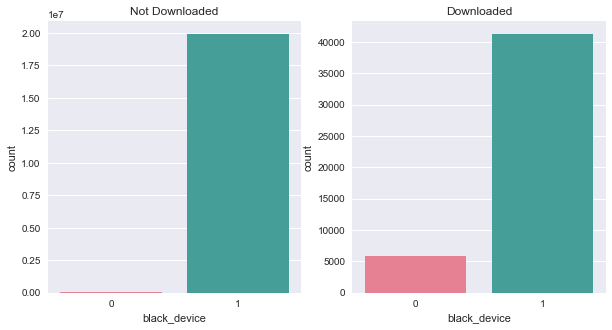 Not Downloaded
1e7
2.00
1.75
1.50
1.25
1.00
0.75
0.50
0.25
0.00
count
0 1
black_device
Downloaded
40000
35000
30000
25000
20000
15000
10000
5000
0
count
0 1
black_device